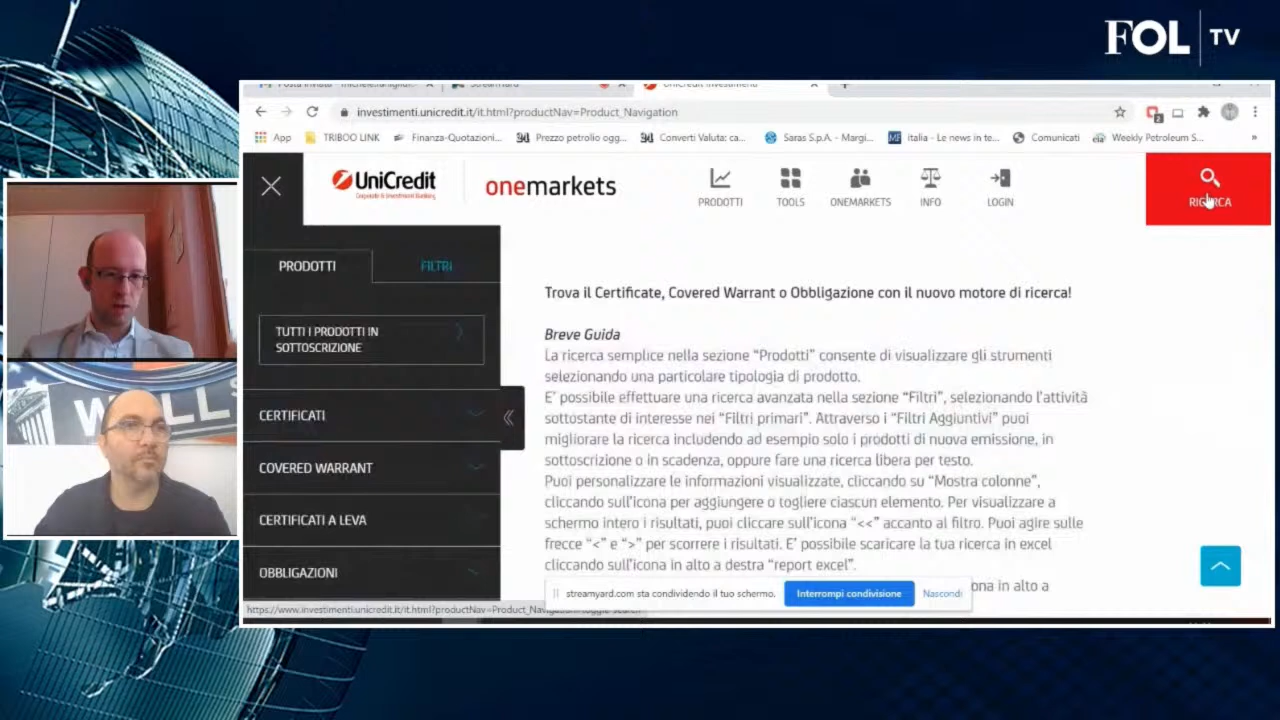 FOL TV
investimenti.unicredit.it/it.html?productNav=Product_Navigation
App
TRIBOO LINK
Finanza-Quotazioni...
Prezzo petrolio ogg...
Converti Valuta: ca...
Saras S.p.A. - Margi...
Italia - Le news in te...
Comunicati
Weekly Petroleum S...
»
UniCredit
Corporate & Investment Banking
onemarkets
PRODOTTI
TOOLS
ONEMARKETS
INFO
LOGIN
RICERCA
PRODOTTI
FILTRI
TUTTI I PRODOTTI IN
SOTTOSCRIZIONE
CERTIFICATI
COVERED WARRANT
CERTIFICATI A LEVA
OBBLIGAZIONI
Trova il Certificate, Covered Warrant o Obbligazione con il nuovo motore di ricerca!
Breve Guida
La ricerca semplice nella sezione “Prodotti” consente di visualizzare gli strumenti
selezionando una particolare tipologia di prodotto.
E’ possibile effettuare una ricerca avanzata nella sezione “Filtri”, selezionando l’attività
sottostante di interesse nei “Filtri primari”. Attraverso i “Filtri Aggiuntivi” puoi
migliorare la ricerca includendo ad esempio solo i prodotti di nuova emissione, in
sottoscrizione o in scadenza, oppure fare una ricerca libera per testo.
Puoi personalizzare le informazioni visualizzate, cliccando su “Mostra colonne”,
cliccando sull’icona per aggiungere o togliere ciascun elemento. Per visualizzare a
schermo intero i risultati, puoi cliccare sull’icona “<<” accanto al filtro. Puoi agire sulle
frecce “<” e “>” per scorrere i risultati. E’ possibile scaricare la tua ricerca in excel
cliccando sull’icona in alto a destra “report excel”.
ona in alto a
streamyard.com sta condividendo il tuo schermo.
Interrompi condivisione
Nascondi
WALL